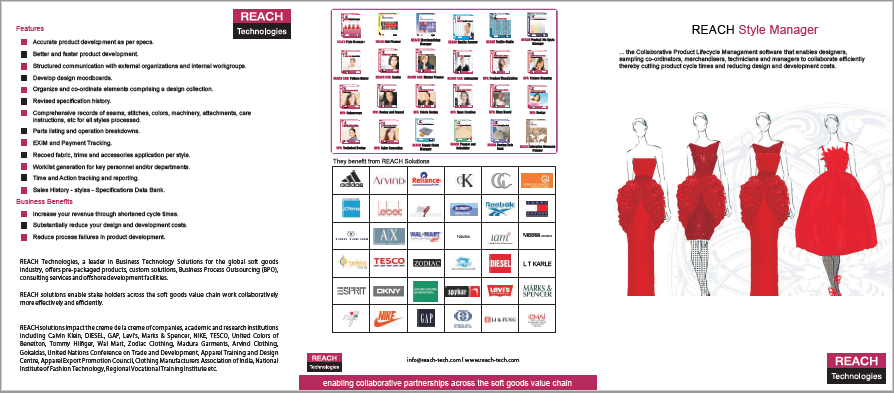 REACH
Technologies
Features
Accurate product development as per specs.
Better and faster product development.
Structured communication with external organizations and internal workgroups.
Develop design moodboards.
Organize and co-ordinate elements comprising a design collection.
Revised specification history.
Comprehensive records of seams, stitches, colors, machinery, attachments, care
instructions, etc for all styles processed.
Parts listing and operation breakdowns.
EXIM and Payment Tracking.
Record fabric, trims and accessories application per style.
Worklist generation for key personnel and/or departments.
Time and Action tracking and reporting.
Sales History - styles - Specifications Data Bank.
Business Benefits
Increase your revenue through shortened cycle times.
Substantially reduce your design and development costs.
Reduce process failures in product development.
REACH Technologies, a leader in Business Technology Solutions for the global soft goods
industry, offers pre-packaged products, custom solutions, Business Process Outsourcing (BPO),
consulting services and offshore development facilities.
REACH solutions enable stake holders across the soft goods value chain work collaboratively
more effectively and efficiently.
REACH solutions impact the creme de la creme of companies, academic and research institutions
including Calvin Klein, DIESEL, GAP, Levi's, Marks & Spencer, NIKE, TESCO, United Colors of
Benetton, Tommy Hilfiger, Wal Mart, Zodiac Clothing, Madura Garments, Arvind Clothing,
Gokaldas, United Nations Conference on Trade and Development, Apparel Training and Design
Centre, Apparel Export Promotion Council, Clothing Manufacturers Association of India, National
Institute of Fashion Technology, Regional Vocational Training Institute etc.
They benefit from REACH Solutions
adidas ARVIND Reliance cK GI
Reebok
A|X WAL-MART
TESCO ZODIAC DIESEL L T KARLE
ESPRIT DKNY spykar Levi's MARKS & SPENCER
NIKE GAP LI & FUNG CMAI
REACH
Technologies
info@reach-tech.com | www.reach-tech.com
enabling collaborative partnerships across the soft goods value chain
REACH Style Manager
... the Collaborative Product Lifecycle Management software that enables designers,
sampling co-ordinators, merchandisers, technicians and managers to collaborate efficiently
thereby cutting product cycle times and reducing design and development costs.
REACH
Technologies